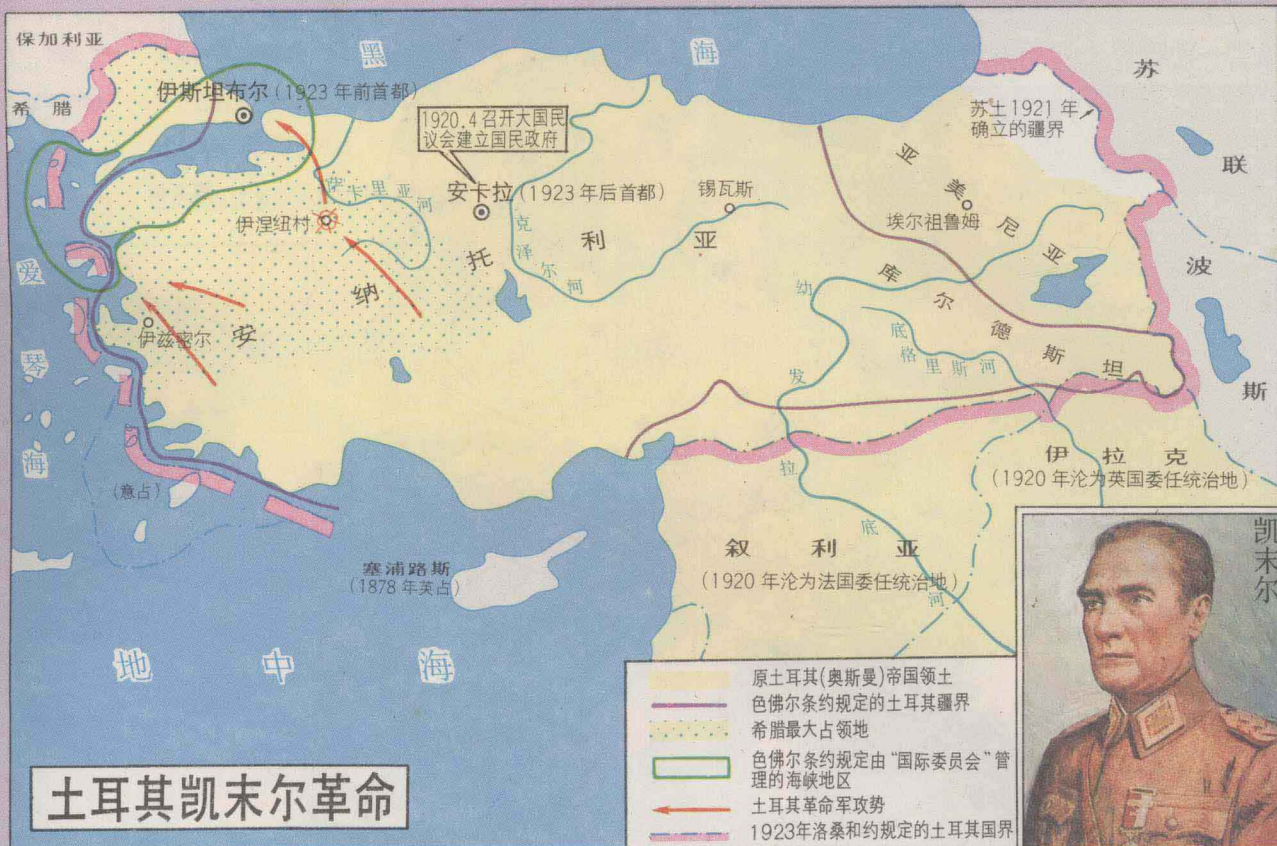 保加利亚
希腊
黑海
伊斯坦布尔(1923年前首都)
1920.4召开大国民
议会建立国民政府
苏土1921年
确立的疆界
苏联
萨卡里亚河
安卡拉(1923年后首都)
锡瓦斯
亚美尼亚
埃尔祖鲁姆
伊涅纽村
克泽尔河
安纳托利亚
爱琴海
伊兹密尔
库尔德斯坦
波斯
幼发拉底河
底格里斯河
(意占)
伊拉克
(1920年沦为英国委任统治地)
塞浦路斯
(1878年英占)
叙利亚
(1920年沦为法国委任统治地)
凯末尔
地中海
原土耳其(奥斯曼)帝国领土
色佛尔条约规定的土耳其疆界
希腊最大占领地
色佛尔条约规定由“国际委员会”管
理的海峡地区
土耳其革命军攻势
1923年洛桑和约规定的土耳其国界
土耳其凯末尔革命